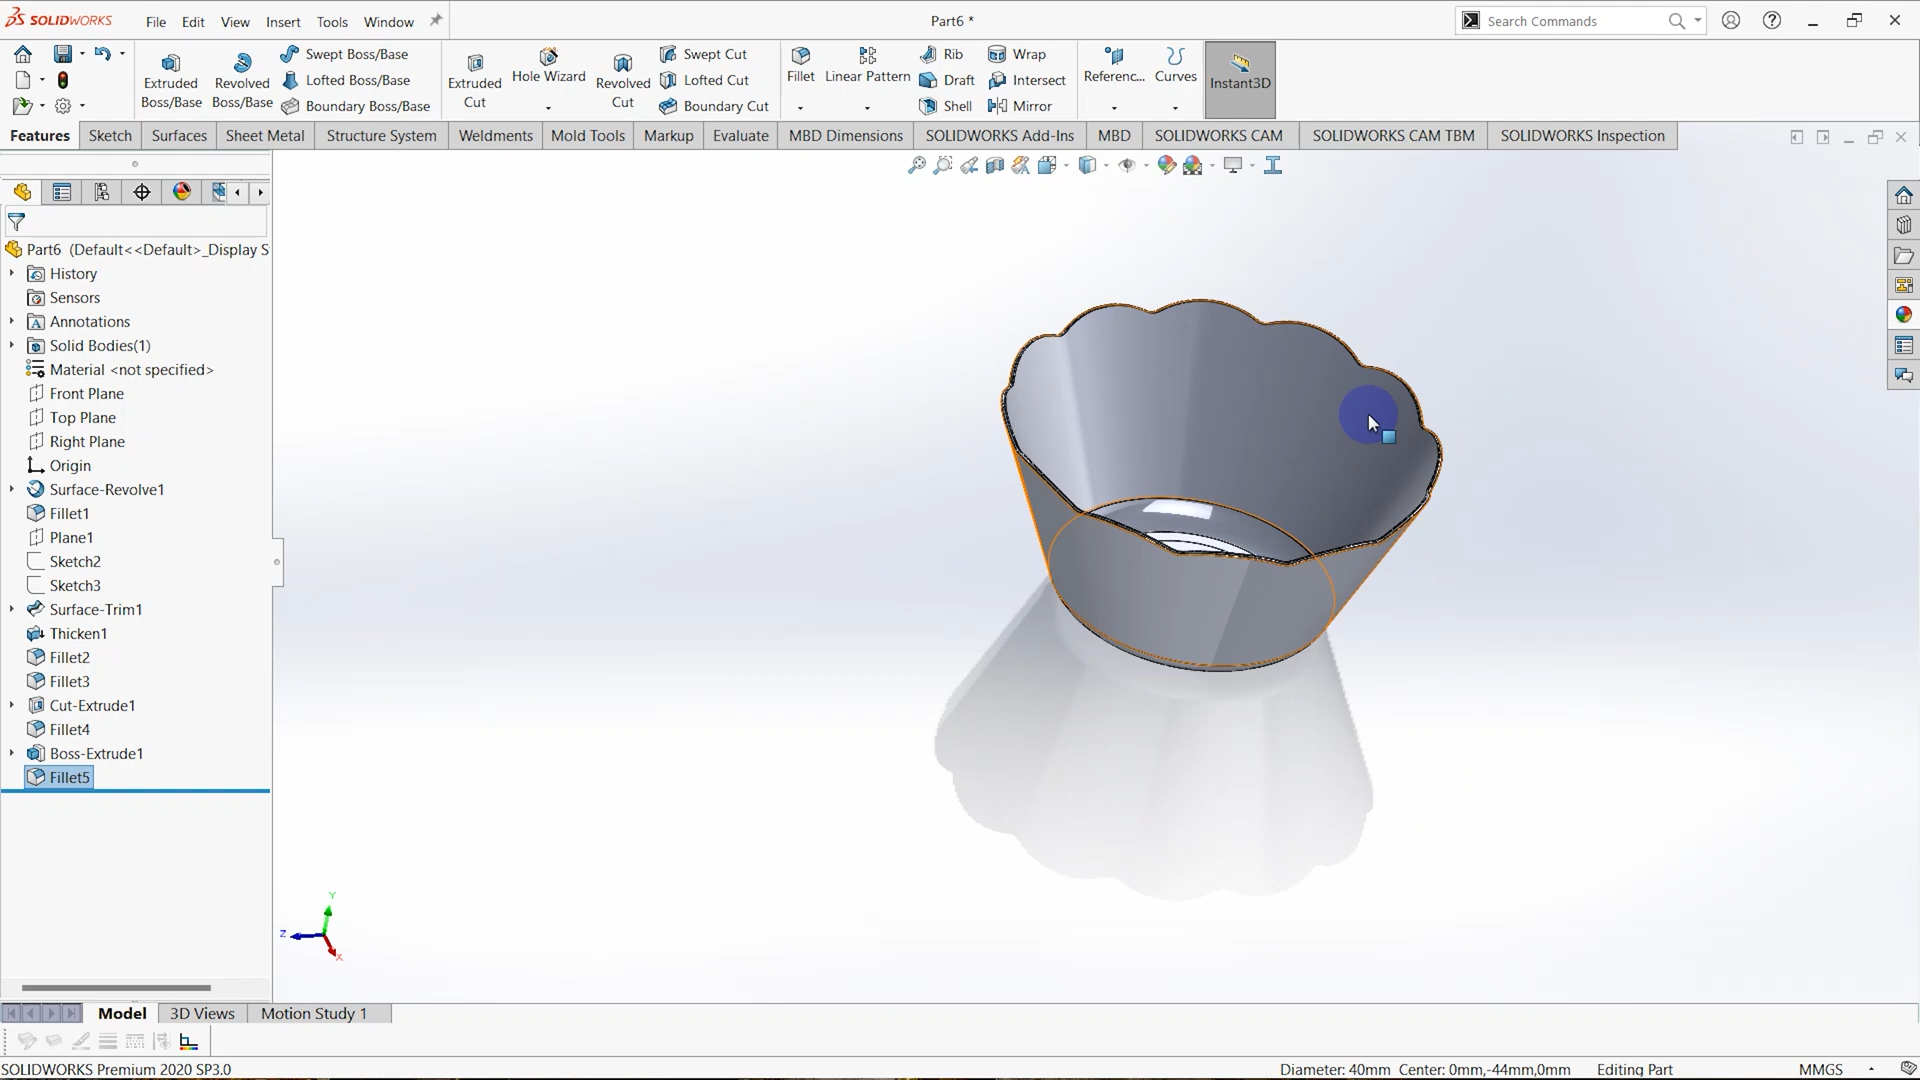 SOLIDWORKS
File
Edit
View
Insert
Tools
Window
Part6 *
Search Commands
Extruded
Boss/Base
Revolved
Boss/Base
Swept Boss/Base
Lofted Boss/Base
Boundary Boss/Base
Extruded
Cut
Hole Wizard
Revolved
Cut
Swept Cut
Lofted Cut
Boundary Cut
Fillet
Linear Pattern
Rib
Draft
Shell
Wrap
Intersect
Mirror
Referenc...
Curves
Instant3D
Features
Sketch
Surfaces
Sheet Metal
Structure System
Weldments
Mold Tools
Markup
Evaluate
MBD Dimensions
SOLIDWORKS Add-Ins
MBD
SOLIDWORKS CAM
SOLIDWORKS CAM TBM
SOLIDWORKS Inspection
Part6 (Default<<Default>_Display S
History
Sensors
Annotations
Solid Bodies(1)
Material <not specified>
Front Plane
Top Plane
Right Plane
Origin
Surface-Revolve1
Fillet1
Plane1
Sketch2
Sketch3
Surface-Trim1
Thicken1
Fillet2
Fillet3
Cut-Extrude1
Fillet4
Boss-Extrude1
Fillet5
Y
Z
X
Model
3D Views
Motion Study 1
SOLIDWORKS Premium 2020 SP3.0
Diameter: 40mm Center: 0mm,-44mm,0mm
Editing Part
MMGS